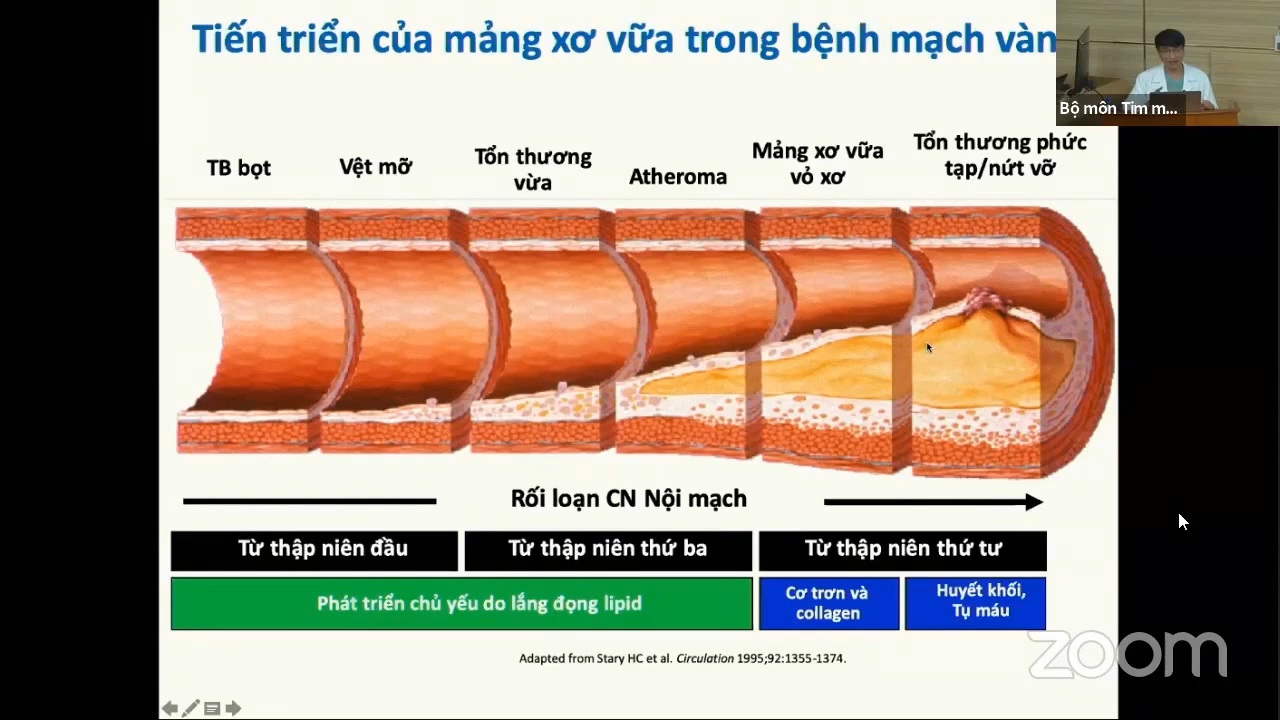 Tiến triển của mảng xơ vữa trong bệnh mạch vàn
Bộ môn Tim m...
TB bọt
Vệt mỡ
Tổn thương
vừa
Atheroma
Mảng xơ vữa
vỏ xơ
Tổn thương phức
tạp/nứt vỡ
Rối loạn CN Nội mạch
Từ thập niên đầu
Từ thập niên thứ ba
Từ thập niên thứ tư
Phát triển chủ yếu do lắng đọng lipid
Cơ trơn và
collagen
Huyết khối,
Tụ máu
Adapted from Stary HC et al. Circulation 1995;92:1355-1374.
zoom